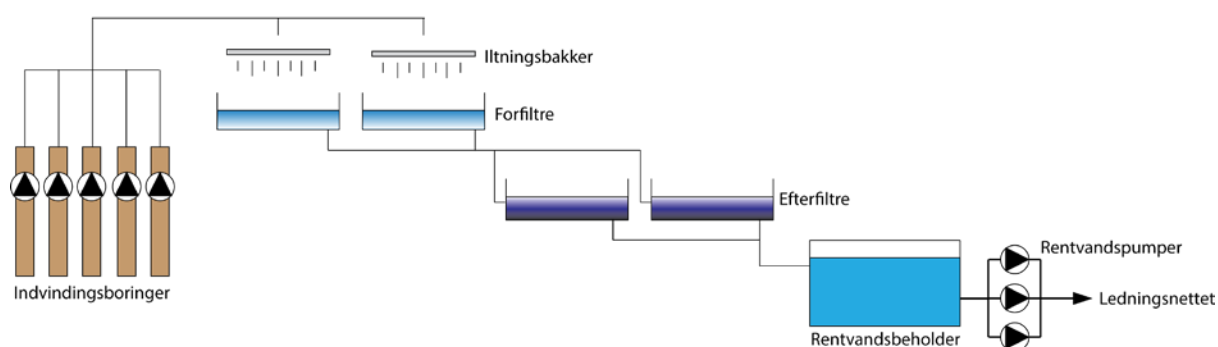 Iltningsbakker
Forfiltre
Efterfiltre
Rentvandspumper
Indvindingsboringer
Ledningsnettet
Rentvandsbeholder